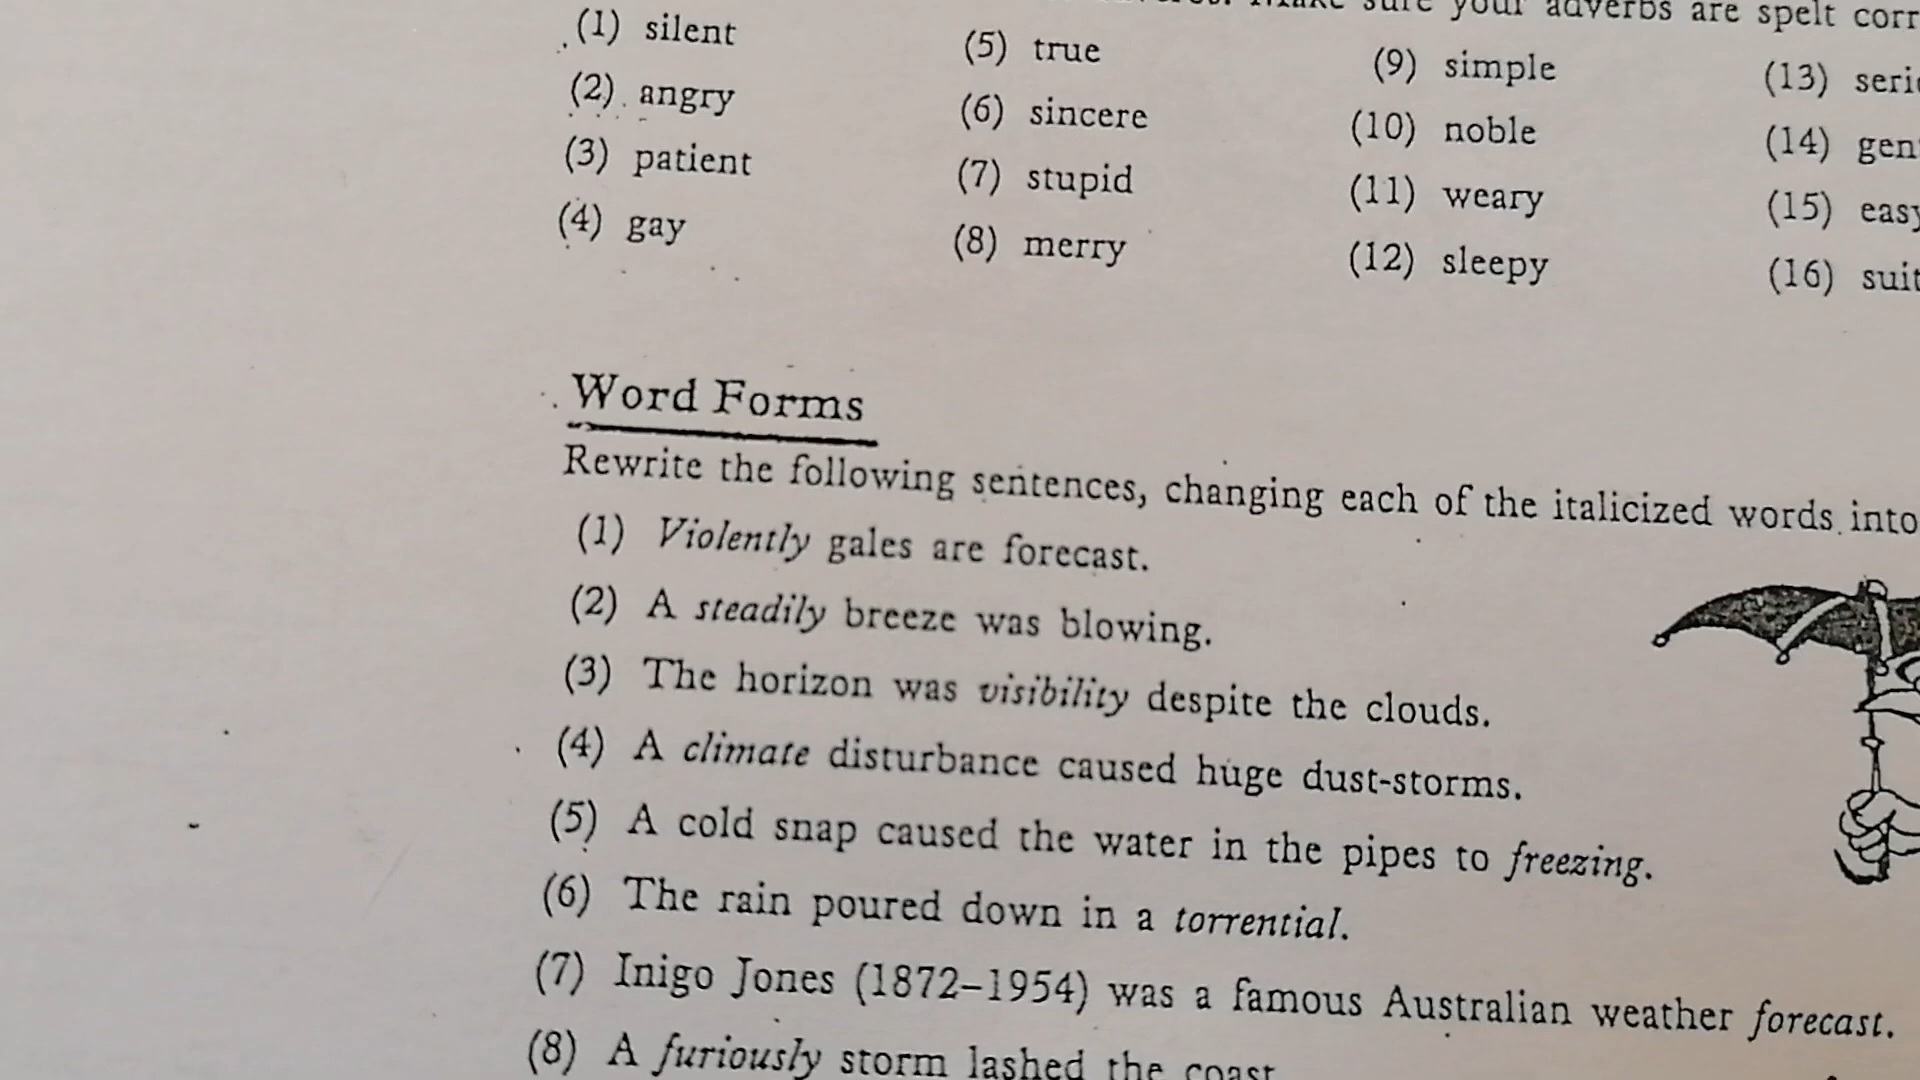 sure your adverbs are spelt
(1) silent (5) true (9) simple (13)
(2) angry (6) sincere (10) noble (14)
(3) patient (7) stupid (11) weary (15)
(4) gay (8) merry (12) sleepy (16)
Word Forms
Rewrite the following sentences, changing each of the italicized words into
(1) Violently gales are forecast.
(2) A steadily breeze was blowing.
(3) The horizon was visibility despite the clouds.
(4) A climate disturbance caused huge dust-storms.
(5) A cold snap caused the water in the pipes to freezing.
(6) The rain poured down in a torrential.
(7) Inigo Jones (1872–1954) was a famous Australian weather forecast.
(8) A furiously storm lashed the coast